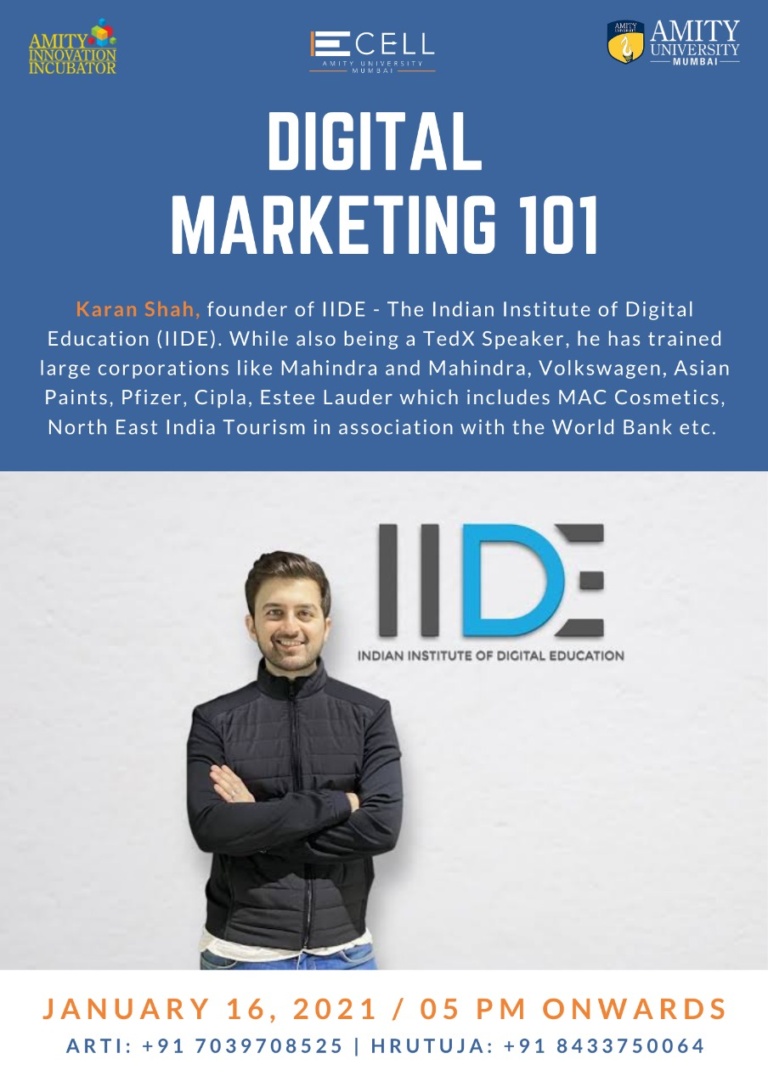 AMITY
INNOVATION
INCUBATOR
ECELL
AMITY UNIVERSITY
MUMBAI
AMITY
AMITY
UNIVERSITY
MUMBAI
DIGITAL
MARKETING 101
Karan Shah, founder of IIDE - The Indian Institute of Digital
Education (IIDE). While also being a TedX Speaker, he has trained
large corporations like Mahindra and Mahindra, Volkswagen, Asian
Paints, Pfizer, Cipla, Estee Lauder which includes MAC Cosmetics,
North East India Tourism in association with the World Bank etc.
IIDE
INDIAN INSTITUTE OF DIGITAL EDUCATION
JANUARY 16, 2021 / 05 PM ONWARDS
ARTI: +91 7039708525 | HRUTUJA: +91 8433750064